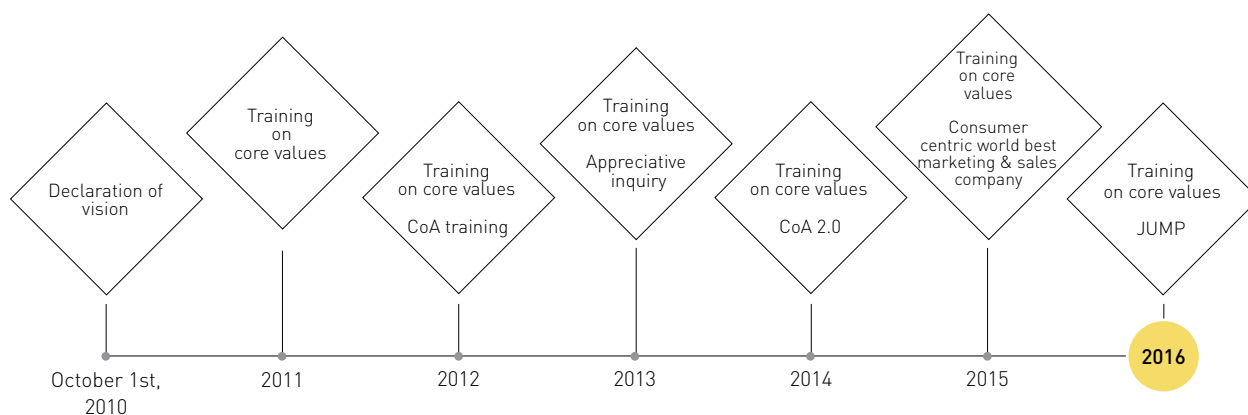 Declaration of
vision
October 1st,
2010
Training
on
core values
2011
Training
on core values
CoA training
2012
Training
on core values
Appreciative
inquiry
2013
Training
on core values
CoA 2.0
2014
Training
on core
values
Consumer
centric world best
marketing & sales
company
2015
Training
on core values
JUMP
2016